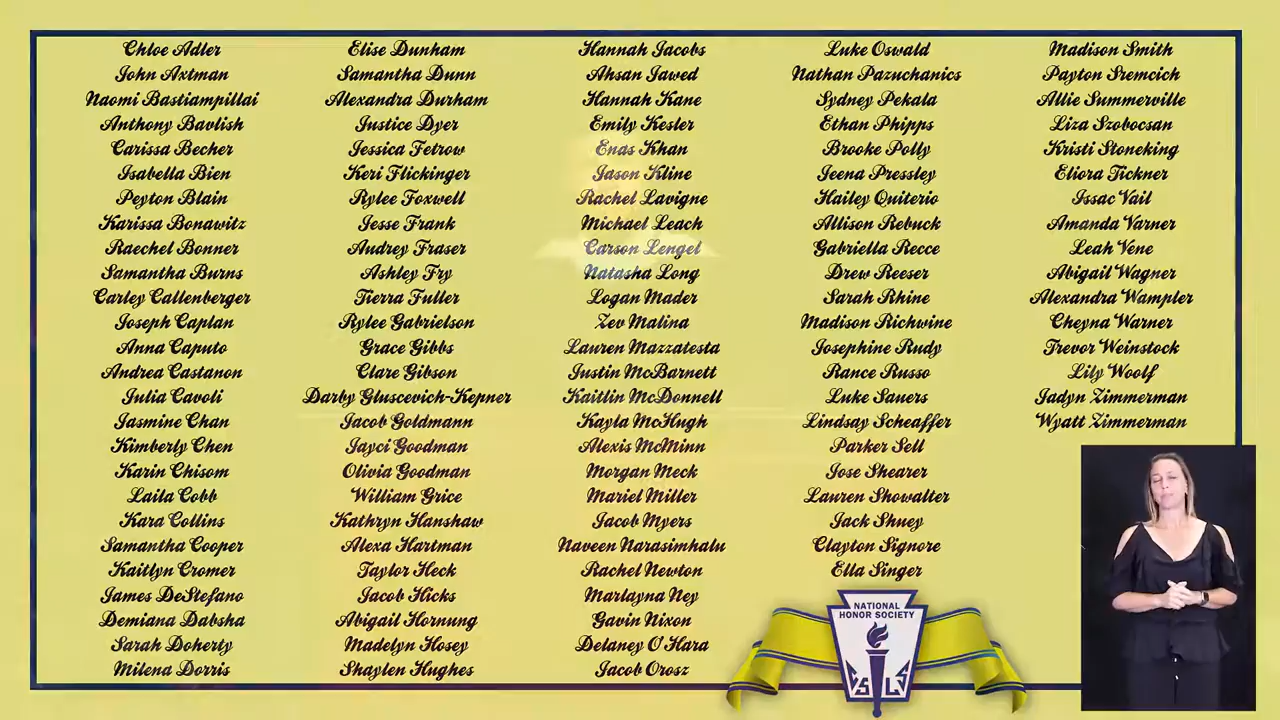 Chloe Adler
John Axtman
Naomi Bastiampillai
Anthony Bavlish
Carissa Becher
Isabella Bien
Peyton Blain
Karissa Bonawitz
Raechel Bonner
Samantha Burns
Carley Callenberger
Joseph Caplan
Anna Caputo
Andrea Castanon
Julia Cavoli
Jasmine Chan
Kimberly Chen
Karin Chisom
Laila Cobb
Kara Collins
Samantha Cooper
Kaitlyn Cromer
James DeStefano
Demiana Dabsha
Sarah Doherty
Milena Dorris
Elise Dunham
Samantha Dunn
Alexandra Durham
Justice Dyer
Jessica Fetrow
Keri Flickinger
Rylee Foxwell
Jesse Frank
Audrey Fraser
Ashley Fry
Tierra Fuller
Rylee Gabrielson
Grace Gibbs
Clare Gibson
Darby Gluscevich-Kepner
Jacob Goldmann
Jayci Goodman
Olivia Goodman
William Grice
Kathryn Hanshaw
Alexa Hartman
Taylor Heck
Jacob Hicks
Abigail Hornung
Madelyn Hosey
Shaylen Hughes
Hannah Jacobs
Ahsan Jawed
Hannah Kane
Emily Kesler
Enas Khan
Jason Kline
Rachel Lavigne
Michael Leach
Carson Lengel
Natasha Long
Logan Mader
Zev Malina
Lauren Mazzatesta
Justin McBarnett
Kaitlin McDonnell
Kayla McHugh
Alexis McMinn
Morgan Meck
Mariel Miller
Jacob Myers
Naveen Narasimhalu
Rachel Newton
Marlayna Ney
Gavin Nixon
Delaney O'Hara
Jacob Orosz
Luke Oswald
Nathan Pazuchanics
Sydney Pekala
Ethan Phipps
Brooke Polly
Jeena Pressley
Hailey Quiterio
Allison Rebuck
Gabriella Recce
Drew Reeser
Sarah Rhine
Madison Richwine
Josephine Rudy
Rance Russo
Luke Sauers
Lindsay Scheaffer
Parker Sell
Jose Shearer
Lauren Showalter
Jack Shuey
Clayton Signore
Ella Singer
Madison Smith
Payton Sremcich
Allie Summerville
Liza Szobocsan
Kristi Stoneking
Eliora Tickner
Issac Vail
Amanda Varner
Leah Vene
Abigail Wagner
Alexandra Wampler
Cheyna Warner
Trevor Weinstock
Lily Woolf
Jadyn Zimmerman
Wyatt Zimmerman
NATIONAL
HONOR SOCIETY
C S L S